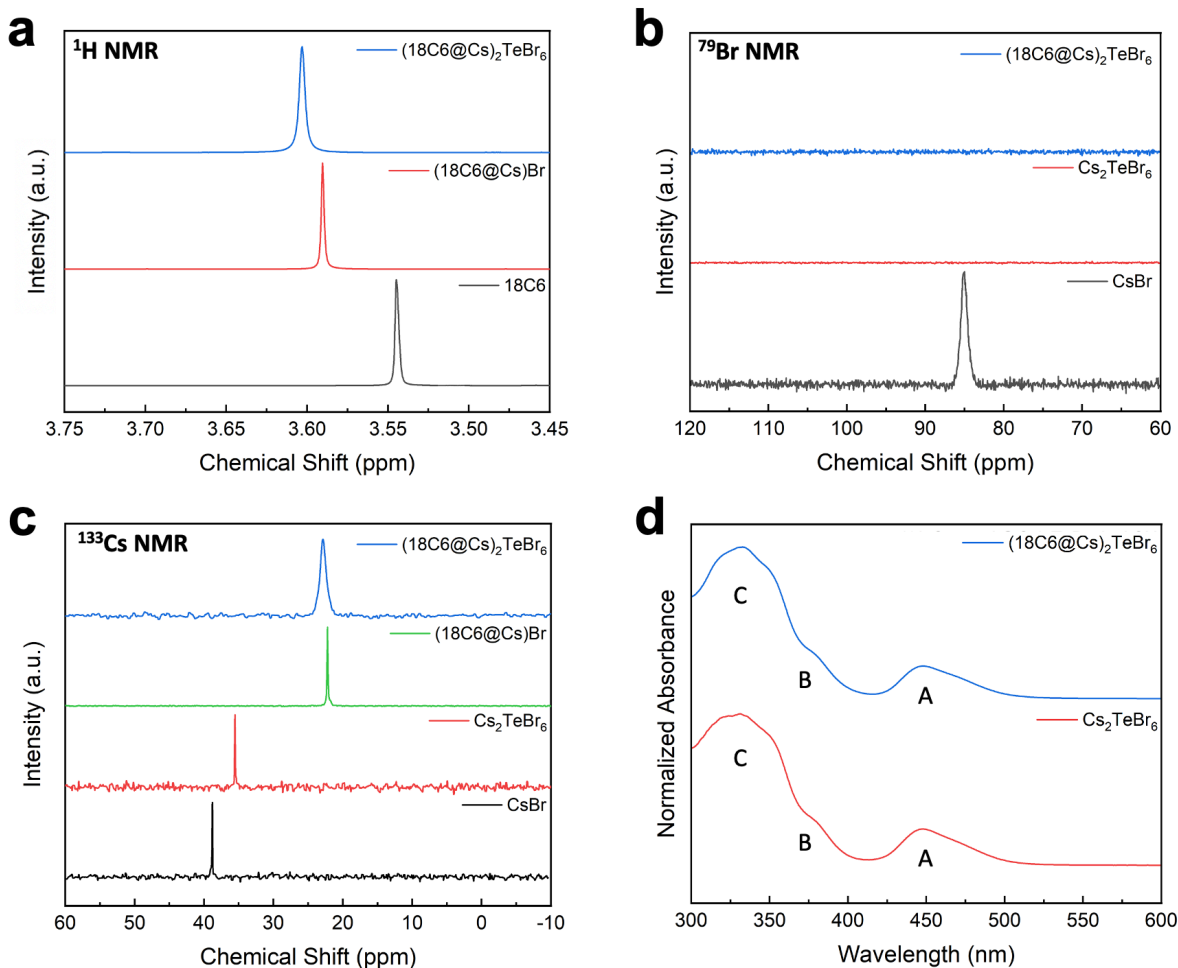 a
¹H NMR
(18C6@Cs)₂TeBr₆
(18C6@Cs)Br
18C6
Intensity (a.u.)
3.75 3.70 3.65 3.60 3.55 3.50 3.45
Chemical Shift (ppm)
b
⁷⁹Br NMR
(18C6@Cs)₂TeBr₆
Cs₂TeBr₆
CsBr
Intensity (a.u.)
120 110 100 90 80 70 60
Chemical Shift (ppm)
c
¹³³Cs NMR
(18C6@Cs)₂TeBr₆
(18C6@Cs)Br
Cs₂TeBr₆
CsBr
Intensity (a.u.)
60 50 40 30 20 10 0 -10
Chemical Shift (ppm)
d
(18C6@Cs)₂TeBr₆
C
B
A
Cs₂TeBr₆
C
B
A
Normalized Absorbance
300 350 400 450 500 550 600
Wavelength (nm)